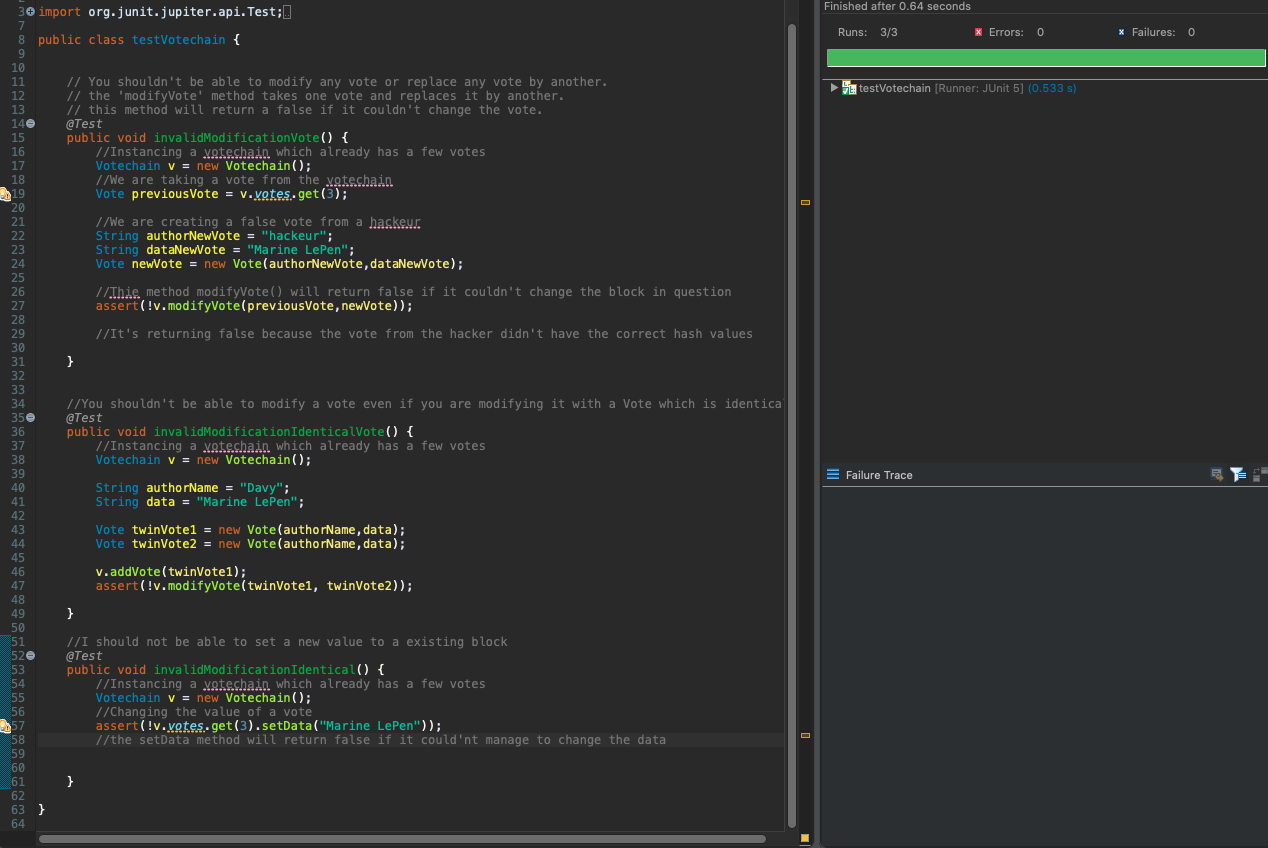 3 import org.junit.jupiter.api.Test;
7
8 public class testVotechain {
9
10
11 // You shouldn't be able to modify any vote or replace any vote by another.
12 // the 'modifyVote' method takes one vote and replaces it by another.
13 // this method will return a false if it couldn't change the vote.
14 @Test
15 public void invalidModificationVote() {
16 //Instancing a votechain which already has a few votes
17 Votechain v = new Votechain();
18 //We are taking a vote from the votechain
19 Vote previousVote = v.votes.get(3);
20
21 //We are creating a false vote from a hackeur
22 String authorNewVote = "hackeur";
23 String dataNewVote = "Marine LePen";
24 Vote newVote = new Vote(authorNewVote,dataNewVote);
25
26 //Thie method modifyVote() will return false if it couldn't change the block in question
27 assert(!v.modifyVote(previousVote,newVote));
28
29 //It's returning false because the vote from the hacker didn't have the correct hash values
30
31 }
32
33
34 //You shouldn't be able to modify a vote even if you are modifying it with a Vote which is identica
35 @Test
36 public void invalidModificationIdenticalVote() {
37 //Instancing a votechain which already has a few votes
38 Votechain v = new Votechain();
39
40 String authorName = "Davy";
41 String data = "Marine LePen";
42
43 Vote twinVote1 = new Vote(authorName,data);
44 Vote twinVote2 = new Vote(authorName,data);
45
46 v.addVote(twinVote1);
47 assert(!v.modifyVote(twinVote1, twinVote2));
48
49 }
50
51 //I should not be able to set a new value to a existing block
52 @Test
53 public void invalidModificationIdentical() {
54 //Instancing a votechain which already has a few votes
55 Votechain v = new Votechain();
56 //Changing the value of a vote
57 assert(!v.votes.get(3).setData("Marine LePen"));
58 //the setData method will return false if it could'nt manage to change the data
59
60
61 }
62
63 }
64
Finished after 0.64 seconds
Runs: 3/3 Errors: 0 Failures: 0
testVotechain [Runner: JUnit 5] (0.533 s)
Failure Trace